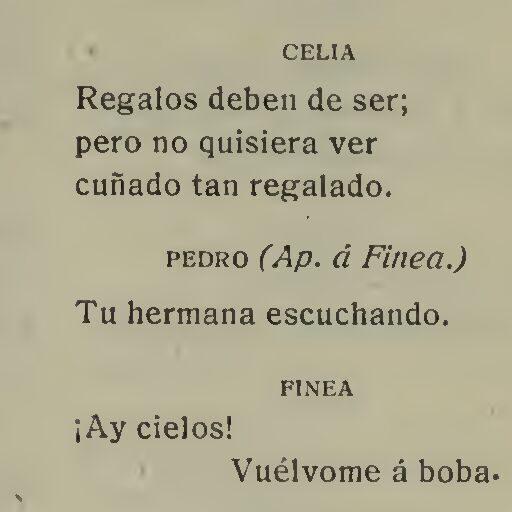 CELIA
Regalos deben de ser;
pero no quisiera ver
cuñado tan regalado.
PEDRO (Ap. á Finea.)
Tu hermana escuchando.
FINEA
¡Ay cielos!
Vuélvome á boba.